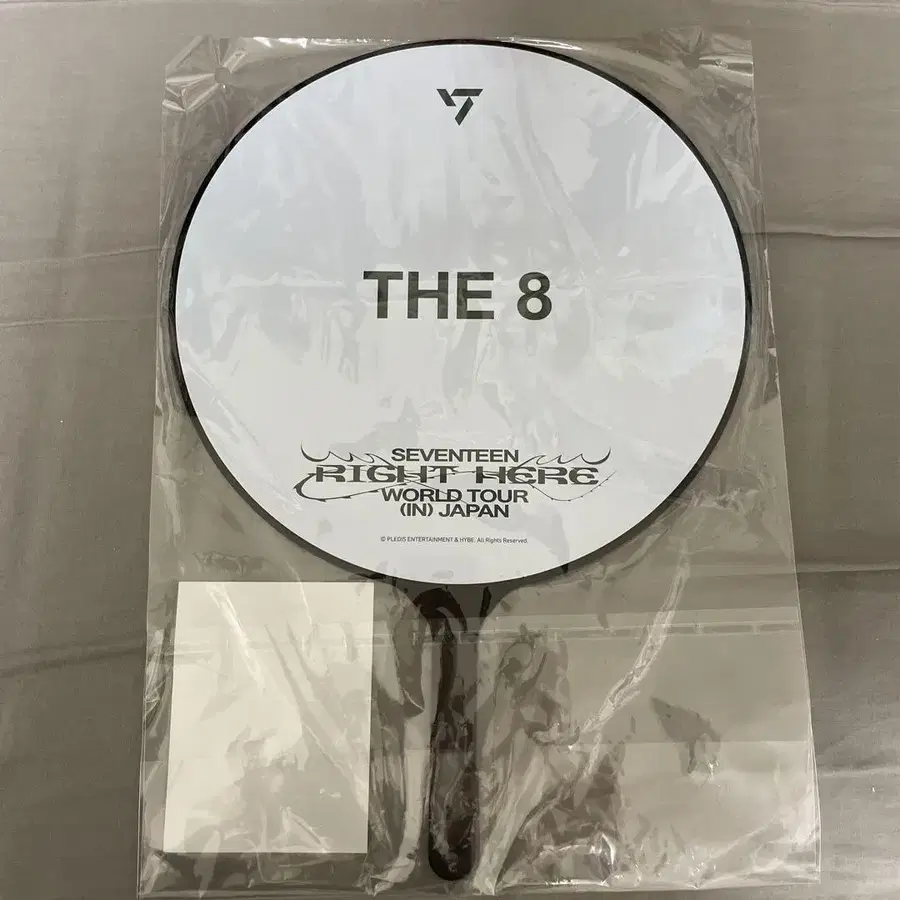 THE 8
SEVENTEEN
RIGHT HERE
WORLD TOUR
(IN) JAPAN
© PLEDIS ENTERTAINMENT & HYBE. All Rights Reserved.